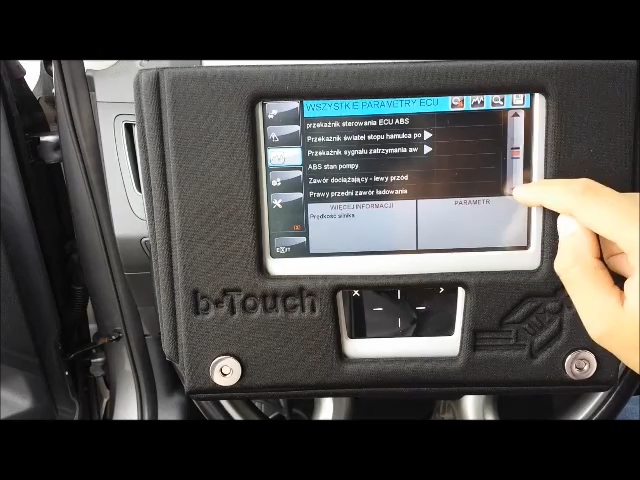 WSZYSTKIE PARAMETRY ECU
przekaźnik sterowania ECU ABS
Przekaźnik świateł stopu hamulca po
Przekaźnik sygnału zatrzymania aw
ABS stan pompy
Zawór dociążający - lewy przód
Prawy przedni zawór ładowania
WIĘCEJ INFORMACJI
PARAMETR
Prędkość silnika
EXIT
b-Touch